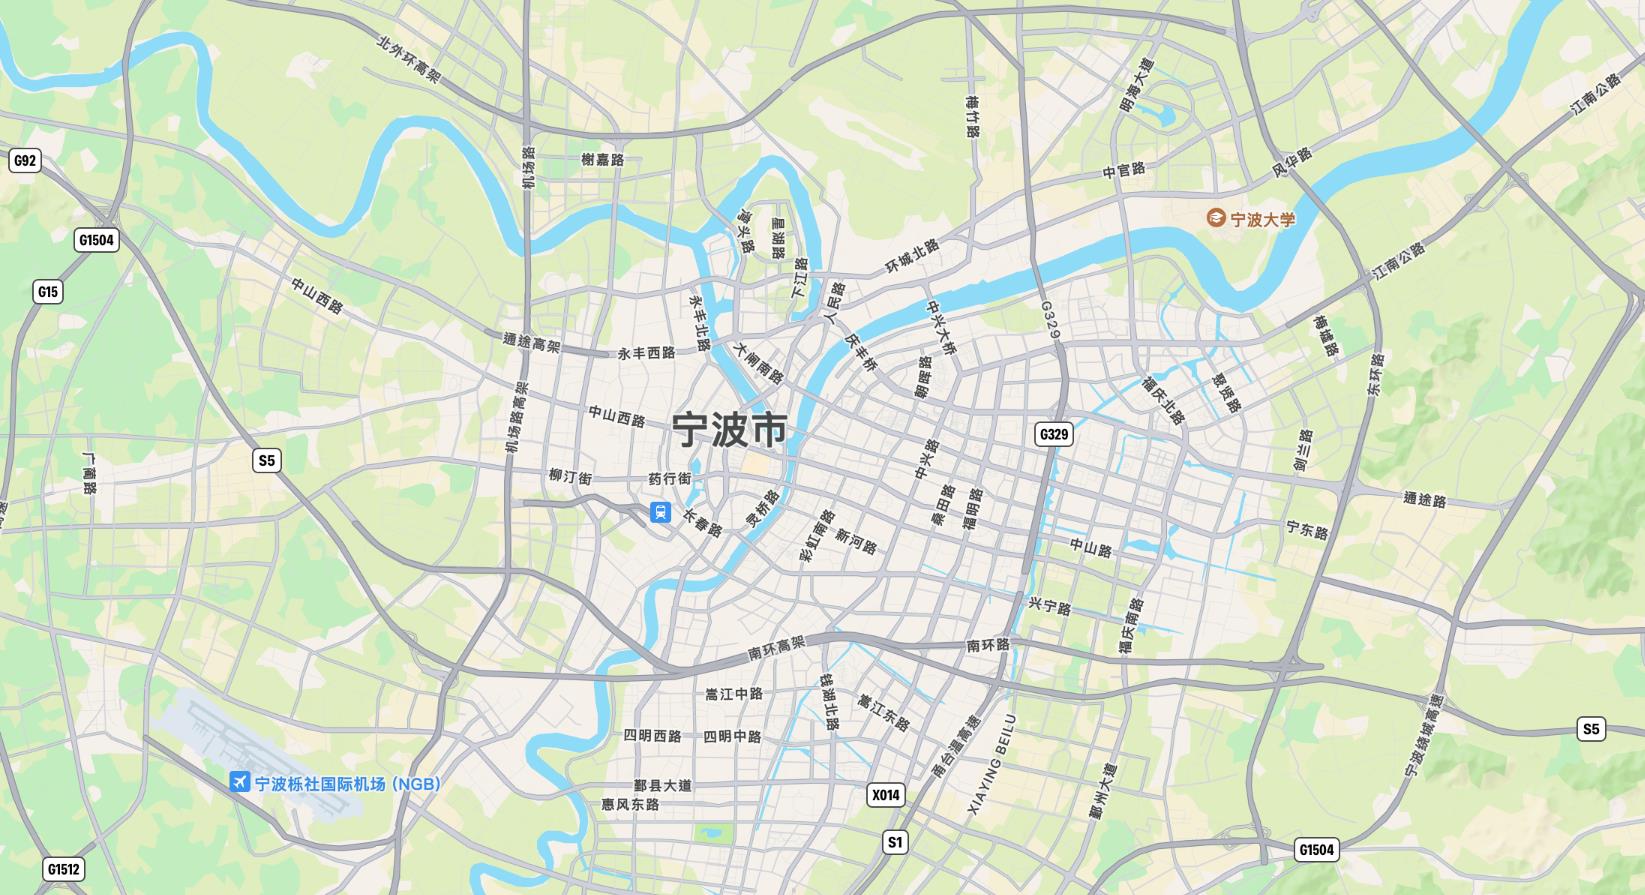 北外环高架
明海大道
江南公路
梅竹路
G92
机场路
榭嘉路
中官路
风华路
宁波大学
G1504
湾头路
星湖路
环城北路
江南公路
G15
中山西路
下江路
人民路
永丰北路
中兴大桥
G329
通途高架
永丰西路
大闸南路
庆丰桥
梅墟路
朝晖路
东环路
福庆北路
聚贤路
机场路高架
中山西路
宁波市
G329
S5
广蔺路
中兴路
剑兰路
柳汀街
药行街
高速
灵桥路
长春路
桑田路
福明路
通途路
彩虹南路
新河路
中山路
宁东路
兴宁路
福庆南路
南环高架
南环路
嵩江中路
钱湖北路
嵩江东路
四明西路
四明中路
甬台温高速
XIAYING BEILU
宁波绕城高速
S5
宁波栎社国际机场 (NGB)
鄞县大道
惠风东路
X014
鄞州大道
S1
G1504
G1512